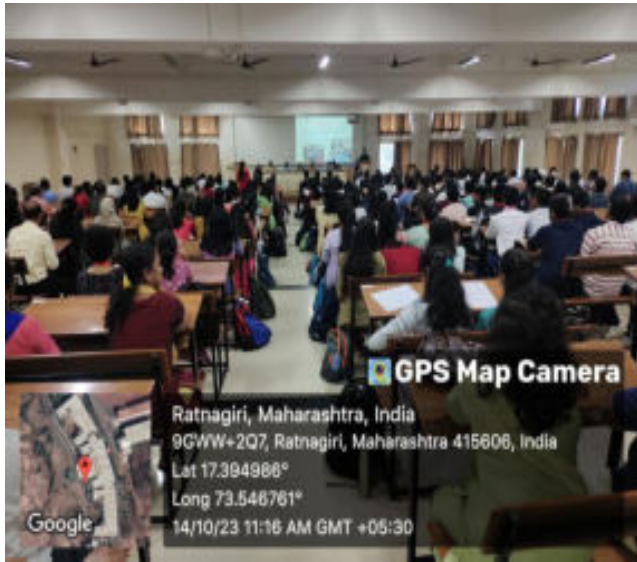 GPS Map Camera
Ratnagiri, Maharashtra, India
9GWW+2Q7, Ratnagiri, Maharashtra 415606, India
Lat 17.394986°
Long 73.546761°
14/10/23 11:16 AM GMT +05:30
Google